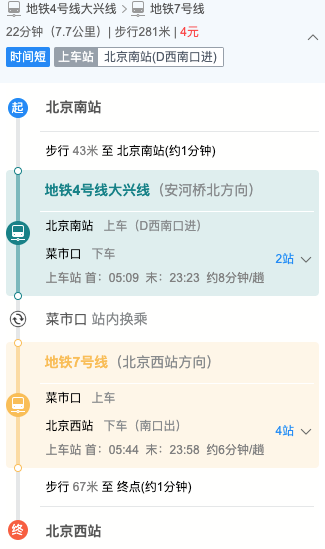 地铁4号线大兴线 > 地铁7号线
22分钟（7.7公里）| 步行281米 | 4元
时间短 上车站 北京南站(D西南口进)
起 北京南站
步行 43米 至 北京南站(约1分钟)
地铁4号线大兴线（安河桥北方向）
北京南站 上车（D西南口进）
菜市口 下车
2站
上车站 首：05:09 末：23:23 约8分钟/趟
菜市口 站内换乘
地铁7号线（北京西站方向）
菜市口 上车
北京西站 下车（南口出）
4站
上车站 首：05:44 末：23:58 约6分钟/趟
步行 67米 至 终点(约1分钟)
终 北京西站